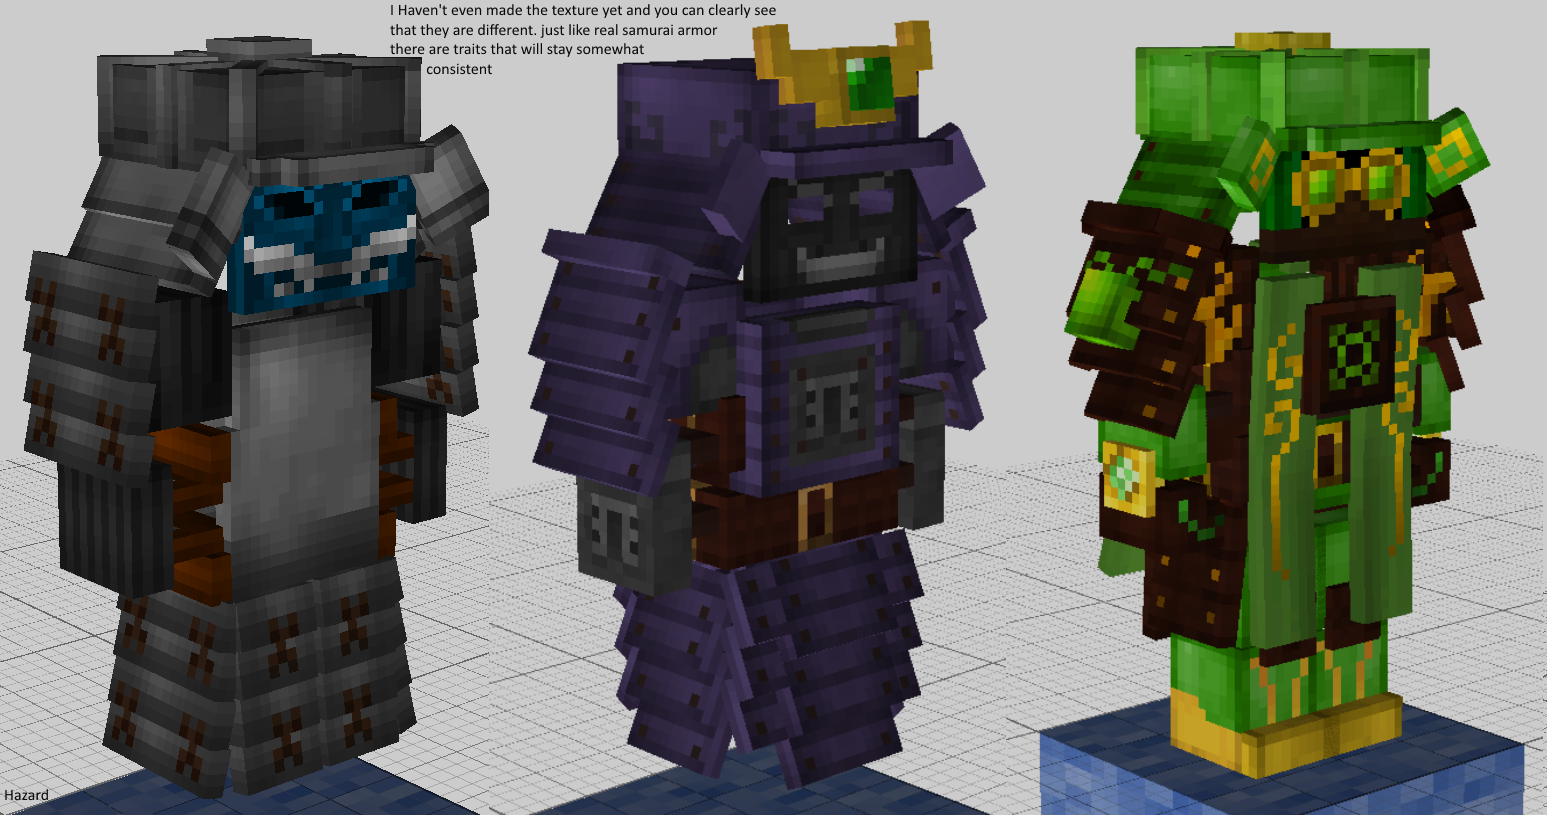 I Haven't even made the texture yet and you can clearly see
that they are different. just like real samurai armor
there are traits that will stay somewhat
consistent
Hazard